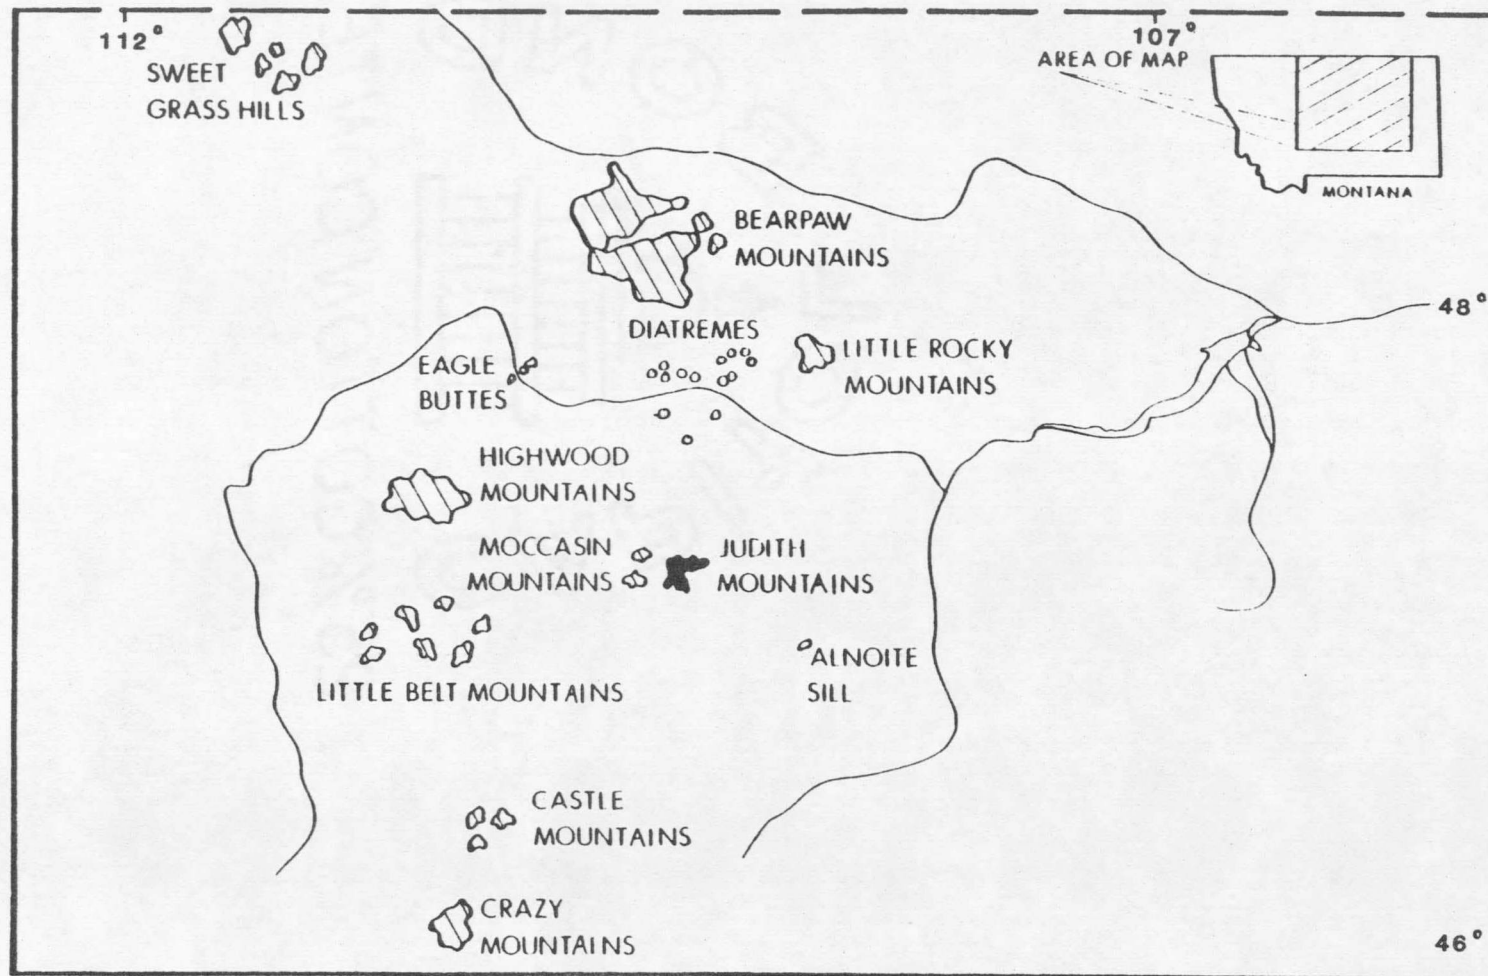 112°
107°
AREA OF MAP
MONTANA
SWEET
GRASS HILLS
BEARPAW
MOUNTAINS
48°
DIATREMES
LITTLE ROCKY
MOUNTAINS
EAGLE
BUTTES
HIGHWOOD
MOUNTAINS
MOCCASIN
MOUNTAINS
JUDITH
MOUNTAINS
ALNOITE
SILL
LITTLE BELT MOUNTAINS
CASTLE
MOUNTAINS
CRAZY
MOUNTAINS
46°